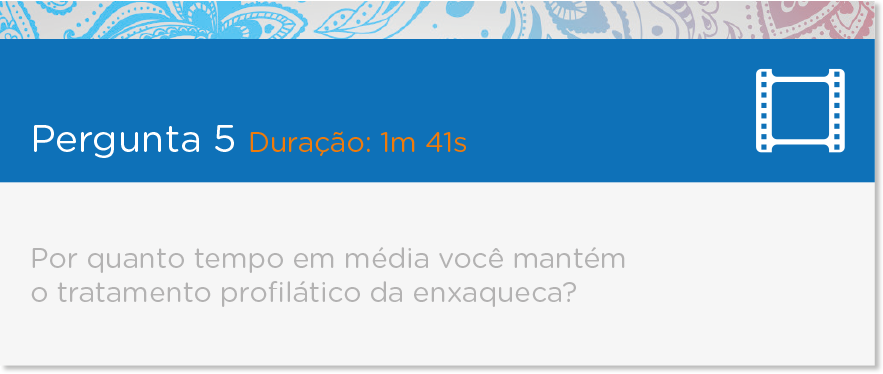 Pergunta 5 Duração: 1m 41s
Por quanto tempo em média você mantém
o tratamento profilático da enxaqueca?